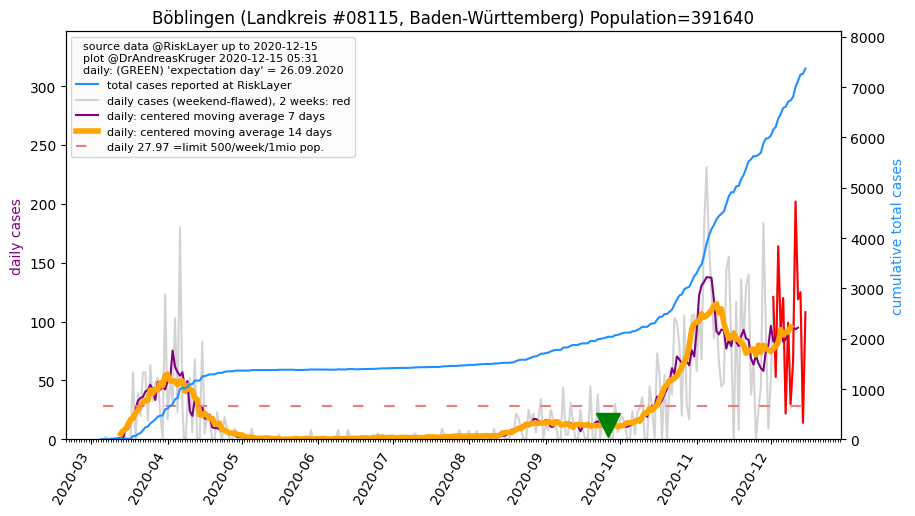 Böblingen (Landkreis #08115, Baden-Württemberg) Population=391640
source data @RiskLayer up to 2020-12-15
plot @DrAndreasKruger 2020-12-15 05:31
daily: (GREEN) 'expectation day' = 26.09.2020
total cases reported at RiskLayer
daily cases (weekend-flawed), 2 weeks: red
daily: centered moving average 7 days
daily: centered moving average 14 days
daily 27.97 =limit 500/week/1mio pop.
daily cases
300
250
200
150
100
50
0
cumulative total cases
8000
7000
6000
5000
4000
3000
2000
1000
0
2020-03
2020-04
2020-05
2020-06
2020-07
2020-08
2020-09
2020-10
2020-11
2020-12